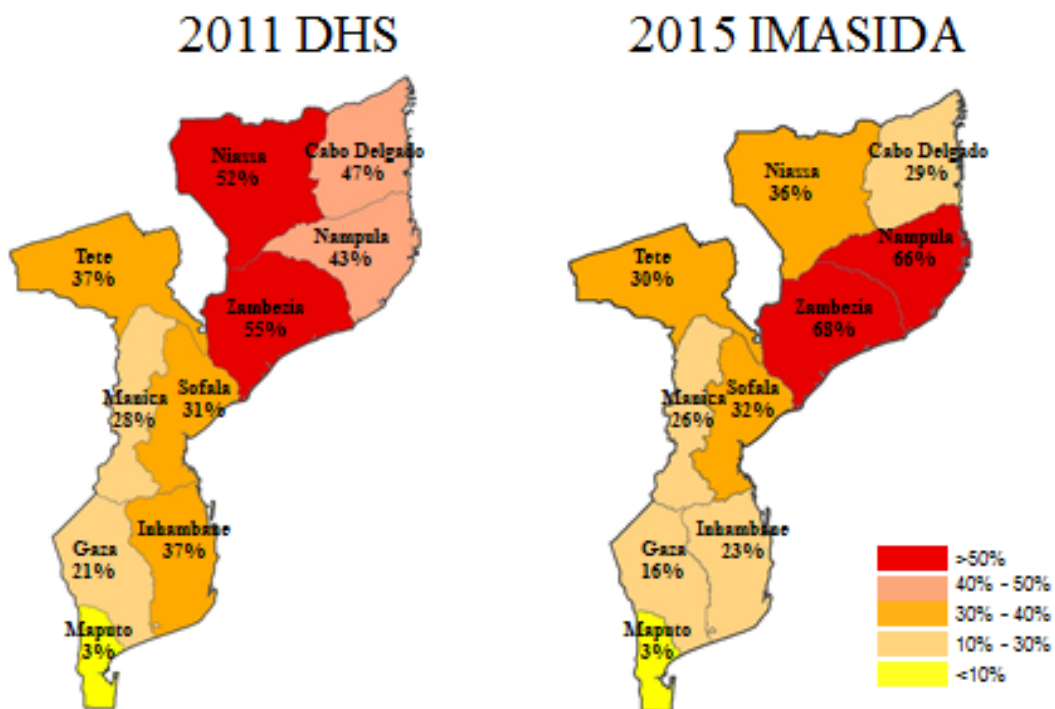 2011 DHS
Niassa
52%
Cabo Delgado
47%
Nampula
43%
Tete
37%
Zambezia
55%
Sofala
31%
Manica
28%
Inhambane
37%
Gaza
21%
Maputo
3%
2015 IMASIDA
Cabo Delgado
29%
Niassa
36%
Nampula
66%
Tete
30%
Zambezia
68%
Sofala
32%
Manica
26%
Inhambane
23%
Gaza
16%
Maputo
3%
>50%
40% - 50%
30% - 40%
10% - 30%
<10%